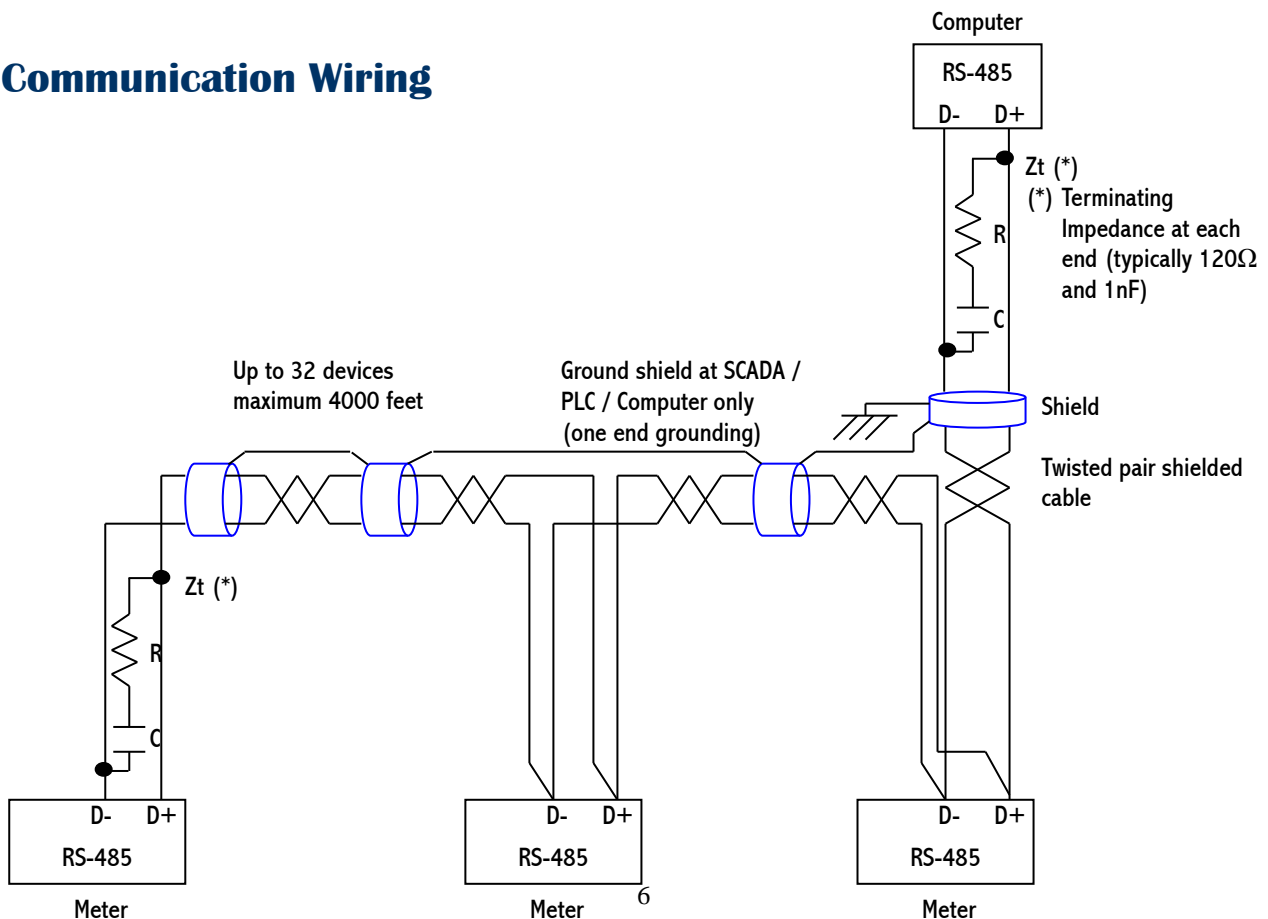 Communication Wiring
Computer
RS-485
D- D+
Zt (*)
(*) Terminating
Impedance at each
end (typically 120Ω
and 1nF)
R
C
Up to 32 devices
maximum 4000 feet
Ground shield at SCADA /
PLC / Computer only
(one end grounding)
Shield
Twisted pair shielded
cable
Zt (*)
R
C
D- D+
RS-485
Meter
D- D+
RS-485
Meter
D- D+
RS-485
Meter
6